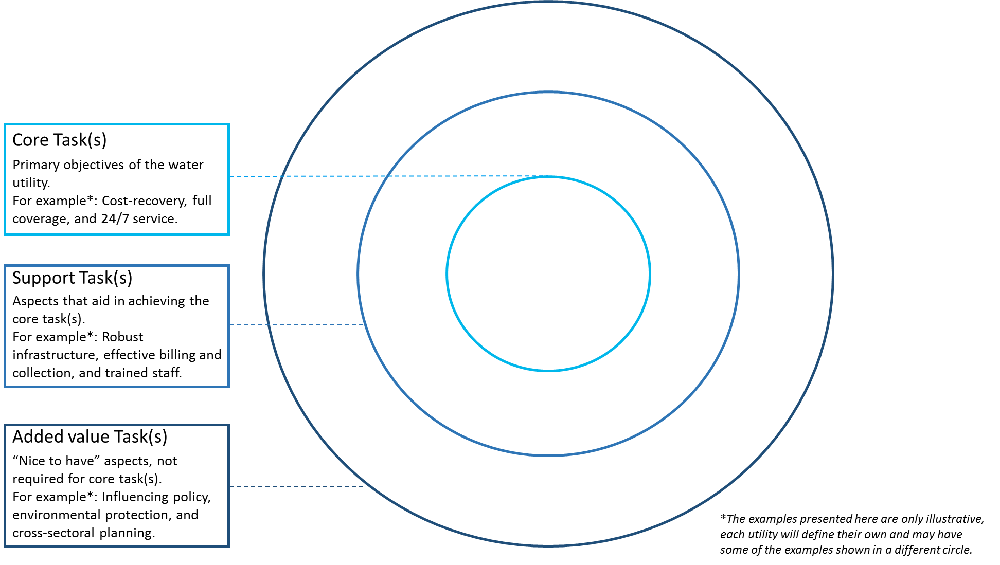 Core Task(s)
Primary objectives of the water
utility.
For example*: Cost-recovery, full
coverage, and 24/7 service.
Support Task(s)
Aspects that aid in achieving the
core task(s).
For example*: Robust
infrastructure, effective billing and
collection, and trained staff.
Added value Task(s)
“Nice to have” aspects, not
required for core task(s).
For example*: Influencing policy,
environmental protection, and
cross-sectoral planning.
*The examples presented here are only illustrative,
each utility will define their own and may have
some of the examples shown in a different circle.